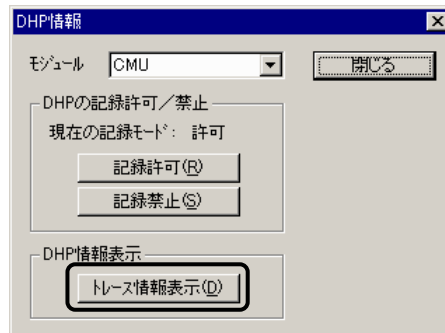 DHP情報
モジュール CMU 閉じる
DHPの記録許可／禁止
現在の記録モード： 許可
記録許可(R)
記録禁止(S)
DHP情報表示
トレース情報表示(D)